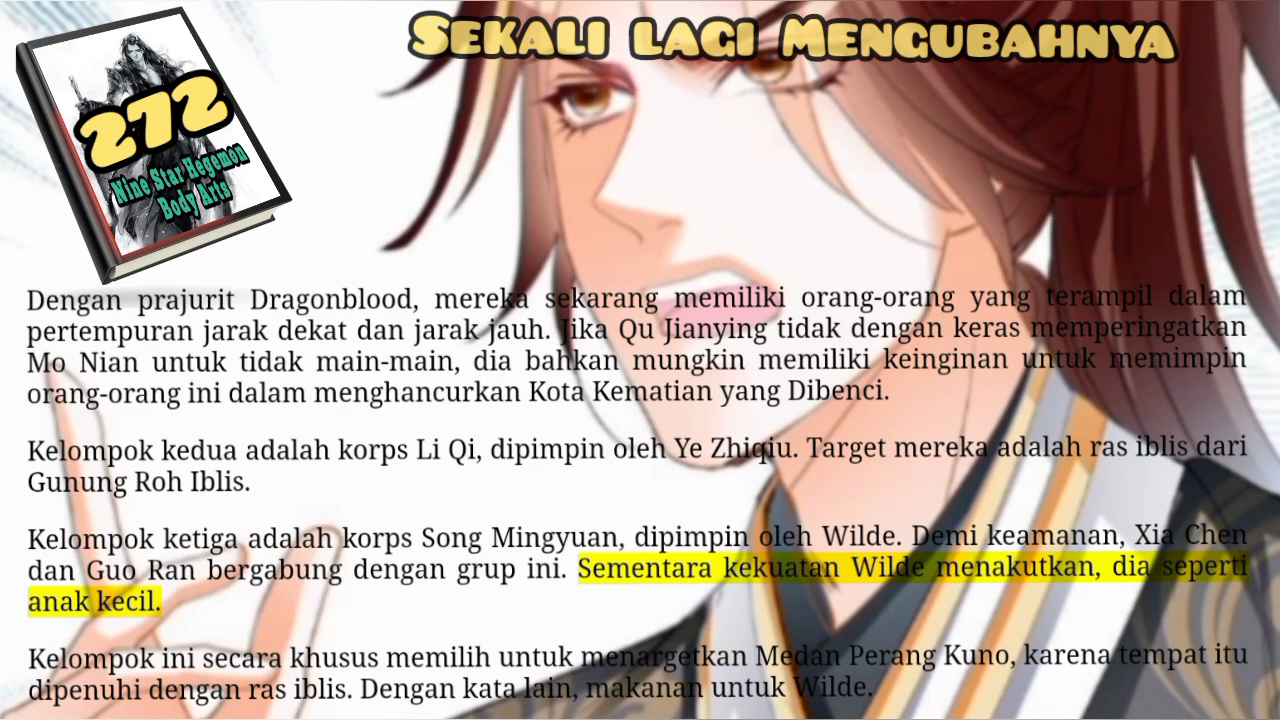 Sekali lagi Mengubahnya
272
Nine Star Hegemon
Body Arts
Dengan prajurit Dragonblood, mereka sekarang memiliki orang-orang yang terampil dalam
pertempuran jarak dekat dan jarak jauh. Jika Qu Jianying tidak dengan keras memperingatkan
Mo Nian untuk tidak main-main, dia bahkan mungkin memiliki keinginan untuk memimpin
orang-orang ini dalam menghancurkan Kota Kematian yang Dibenci.
Kelompok kedua adalah korps Li Qi, dipimpin oleh Ye Zhiqiu. Target mereka adalah ras iblis dari
Gunung Roh Iblis.
Kelompok ketiga adalah korps Song Mingyuan, dipimpin oleh Wilde. Demi keamanan, Xia Chen
dan Guo Ran bergabung dengan grup ini. Sementara kekuatan Wilde menakutkan, dia seperti
anak kecil.
Kelompok ini secara khusus memilih untuk menargetkan Medan Perang Kuno, karena tempat itu
dipenuhi dengan ras iblis. Dengan kata lain, makanan untuk Wilde.